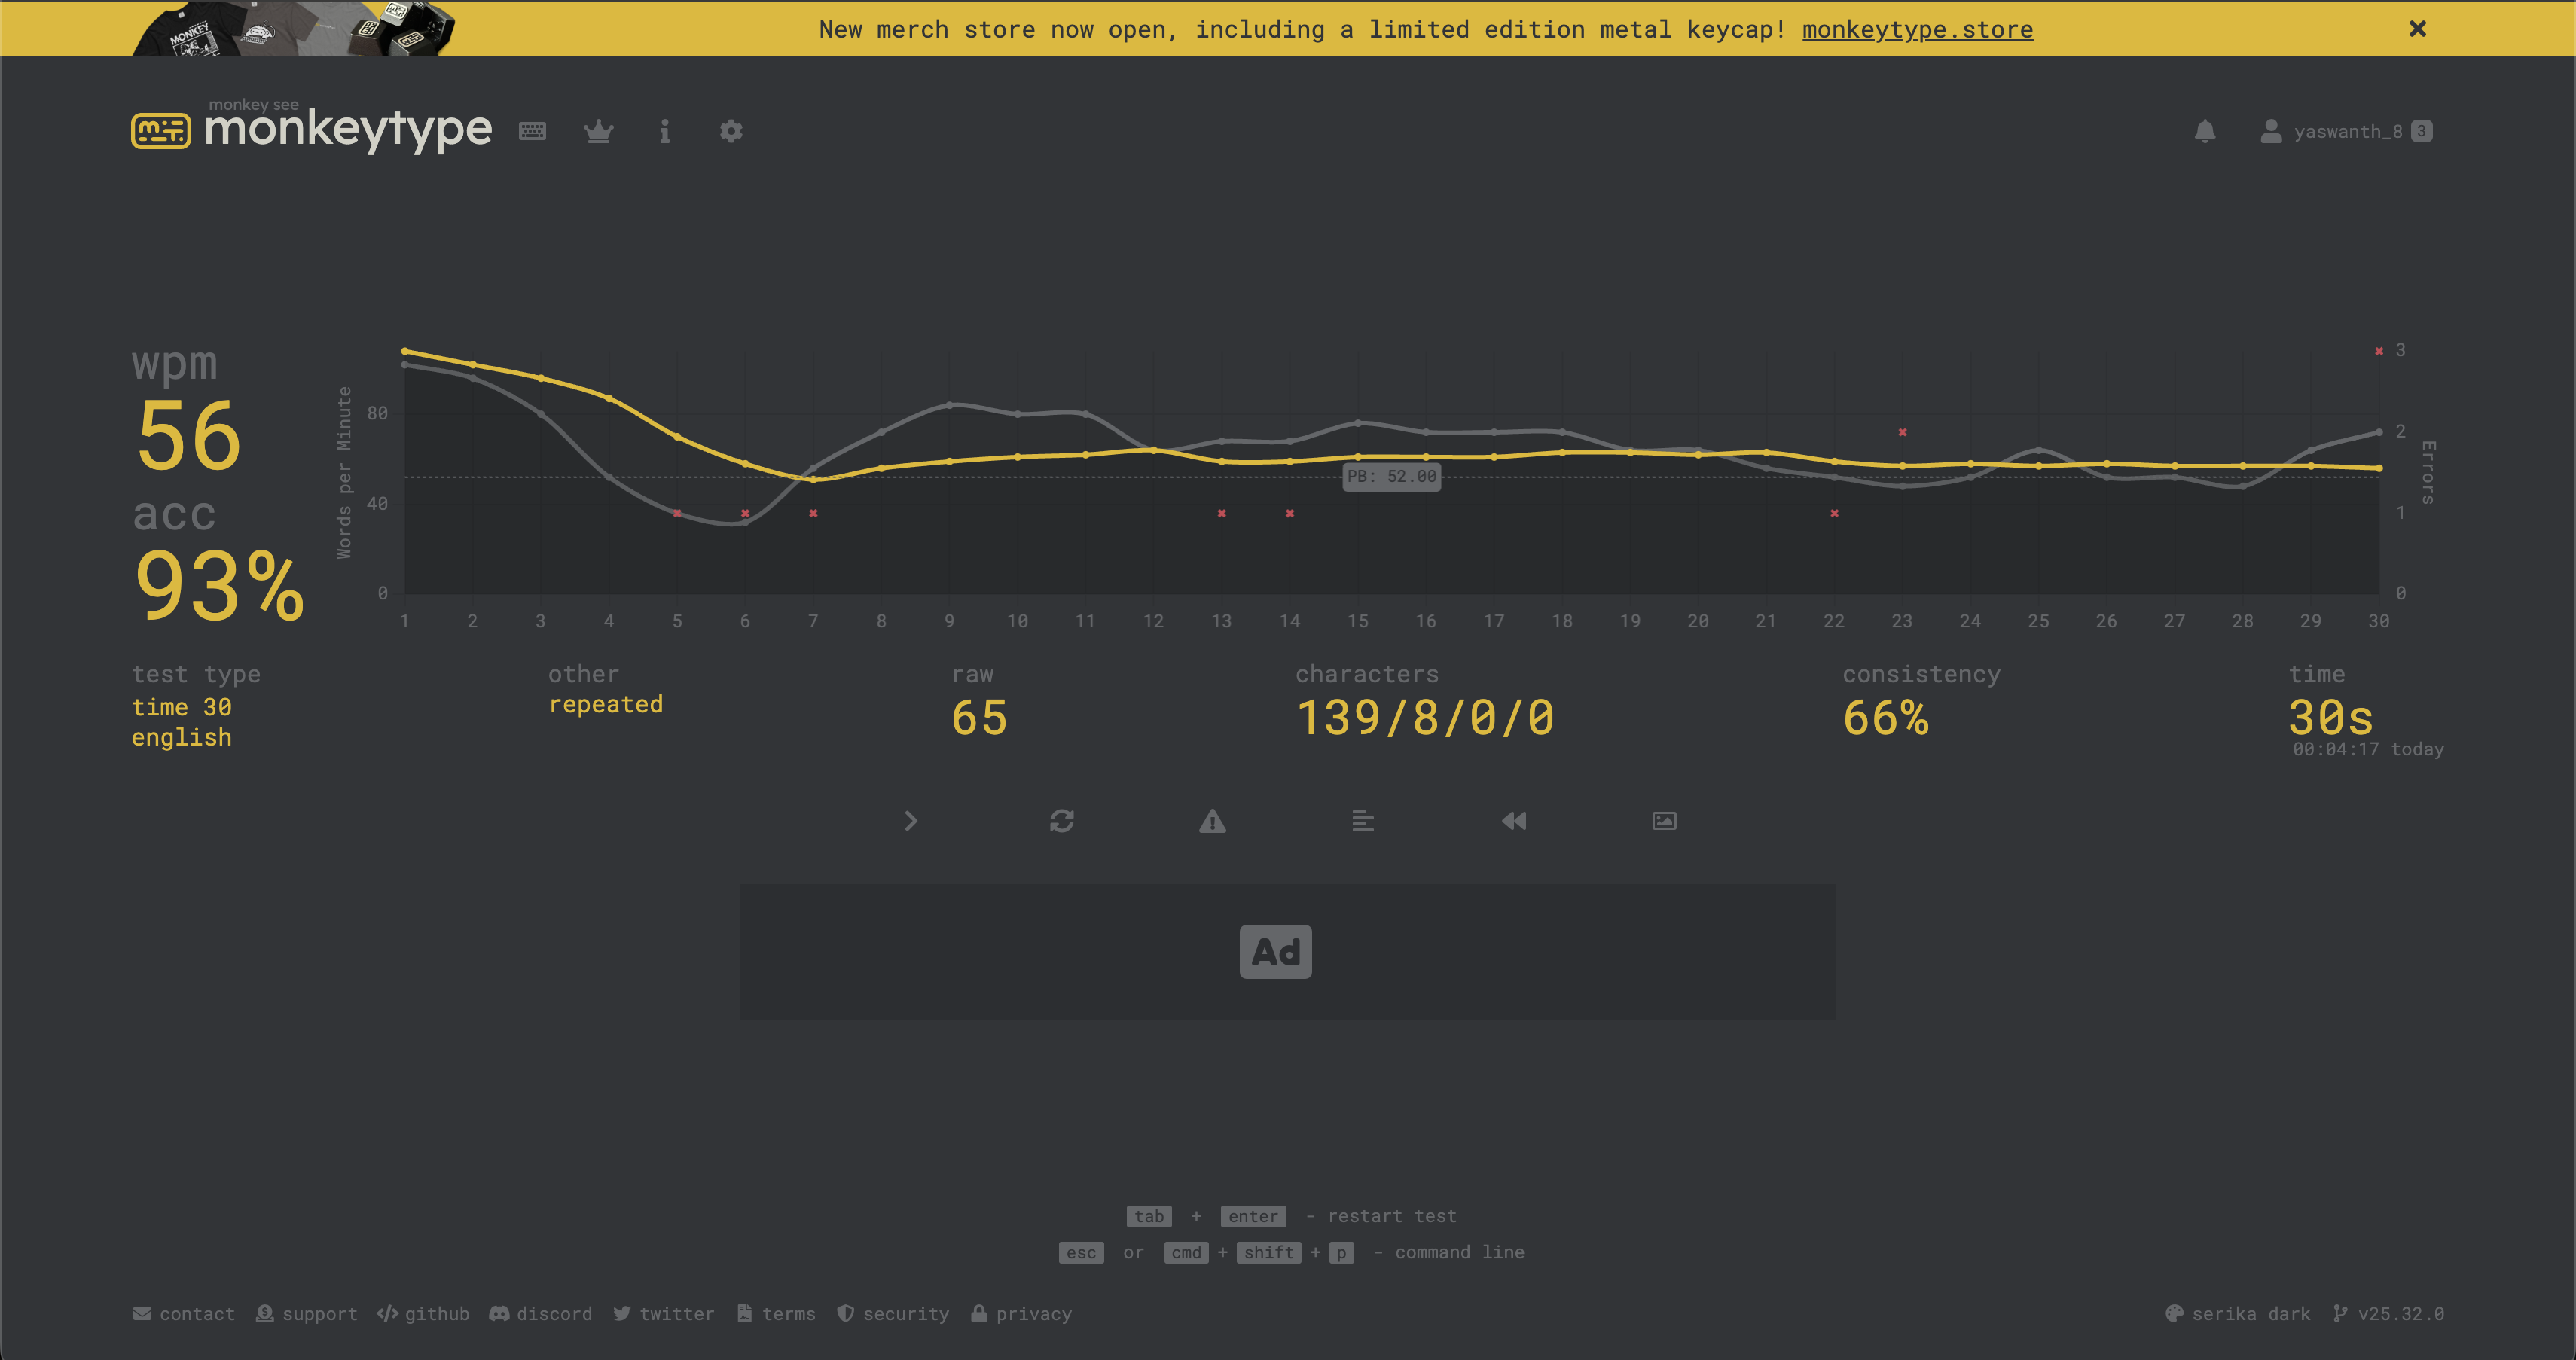 New merch store now open, including a limited edition metal keycap! monkeytype.store
MONKEY
monkey see
monkeytype
yaswanth_8 3
wpm
56
acc
93%
Words per Minute
80
40
0
PB: 52.00
3
2
1
0
Errors
1 2 3 4 5 6 7 8 9 10 11 12 13 14 15 16 17 18 19 20 21 22 23 24 25 26 27 28 29 30
test type
time 30
english
other
repeated
raw
65
characters
139/8/0/0
consistency
66%
time
30s
00:04:17 today
Ad
tab + enter - restart test
esc or cmd + shift + p - command line
contact support github discord twitter terms security privacy
serika dark v25.32.0